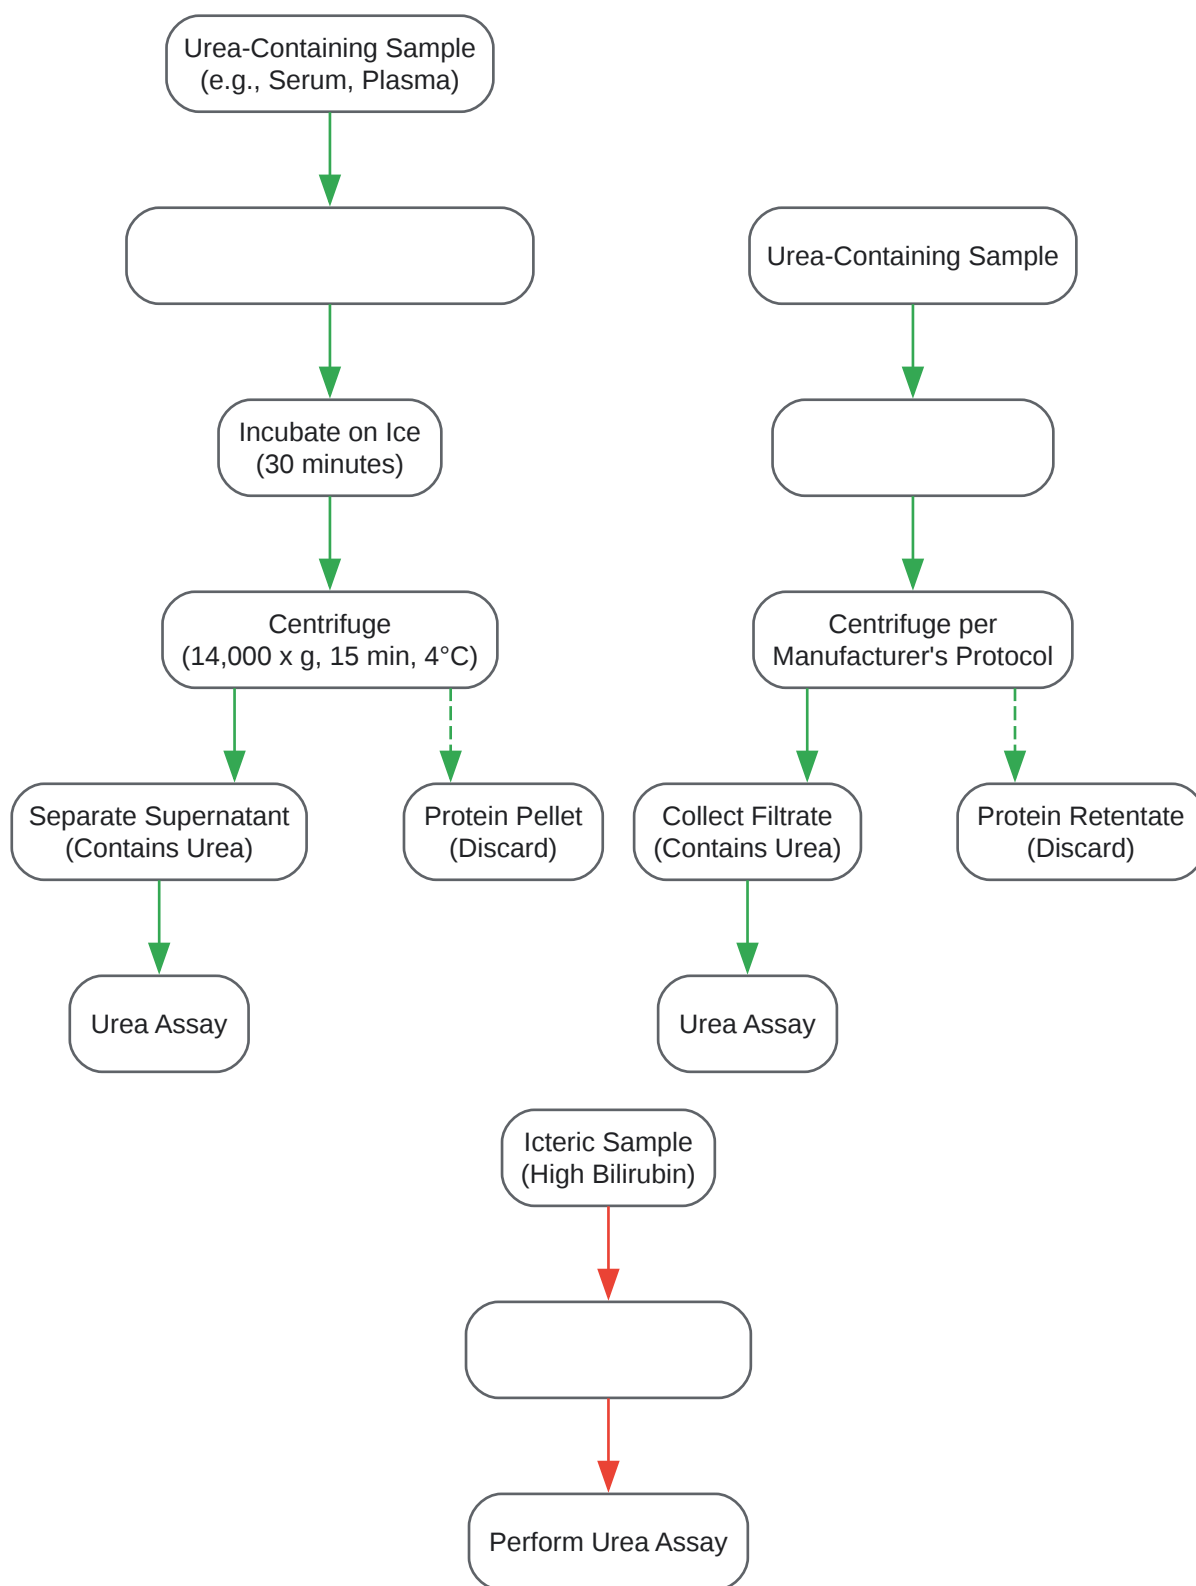 Urea-Containing Sample
(e.g., Serum, Plasma)
Incubate on Ice
(30 minutes)
Centrifuge
(14,000 x g, 15 min, 4°C)
Separate Supernatant
(Contains Urea)
Protein Pellet
(Discard)
Urea Assay
Urea-Containing Sample
Centrifuge per
Manufacturer's Protocol
Collect Filtrate
(Contains Urea)
Protein Retentate
(Discard)
Urea Assay
Icteric Sample
(High Bilirubin)
Perform Urea Assay